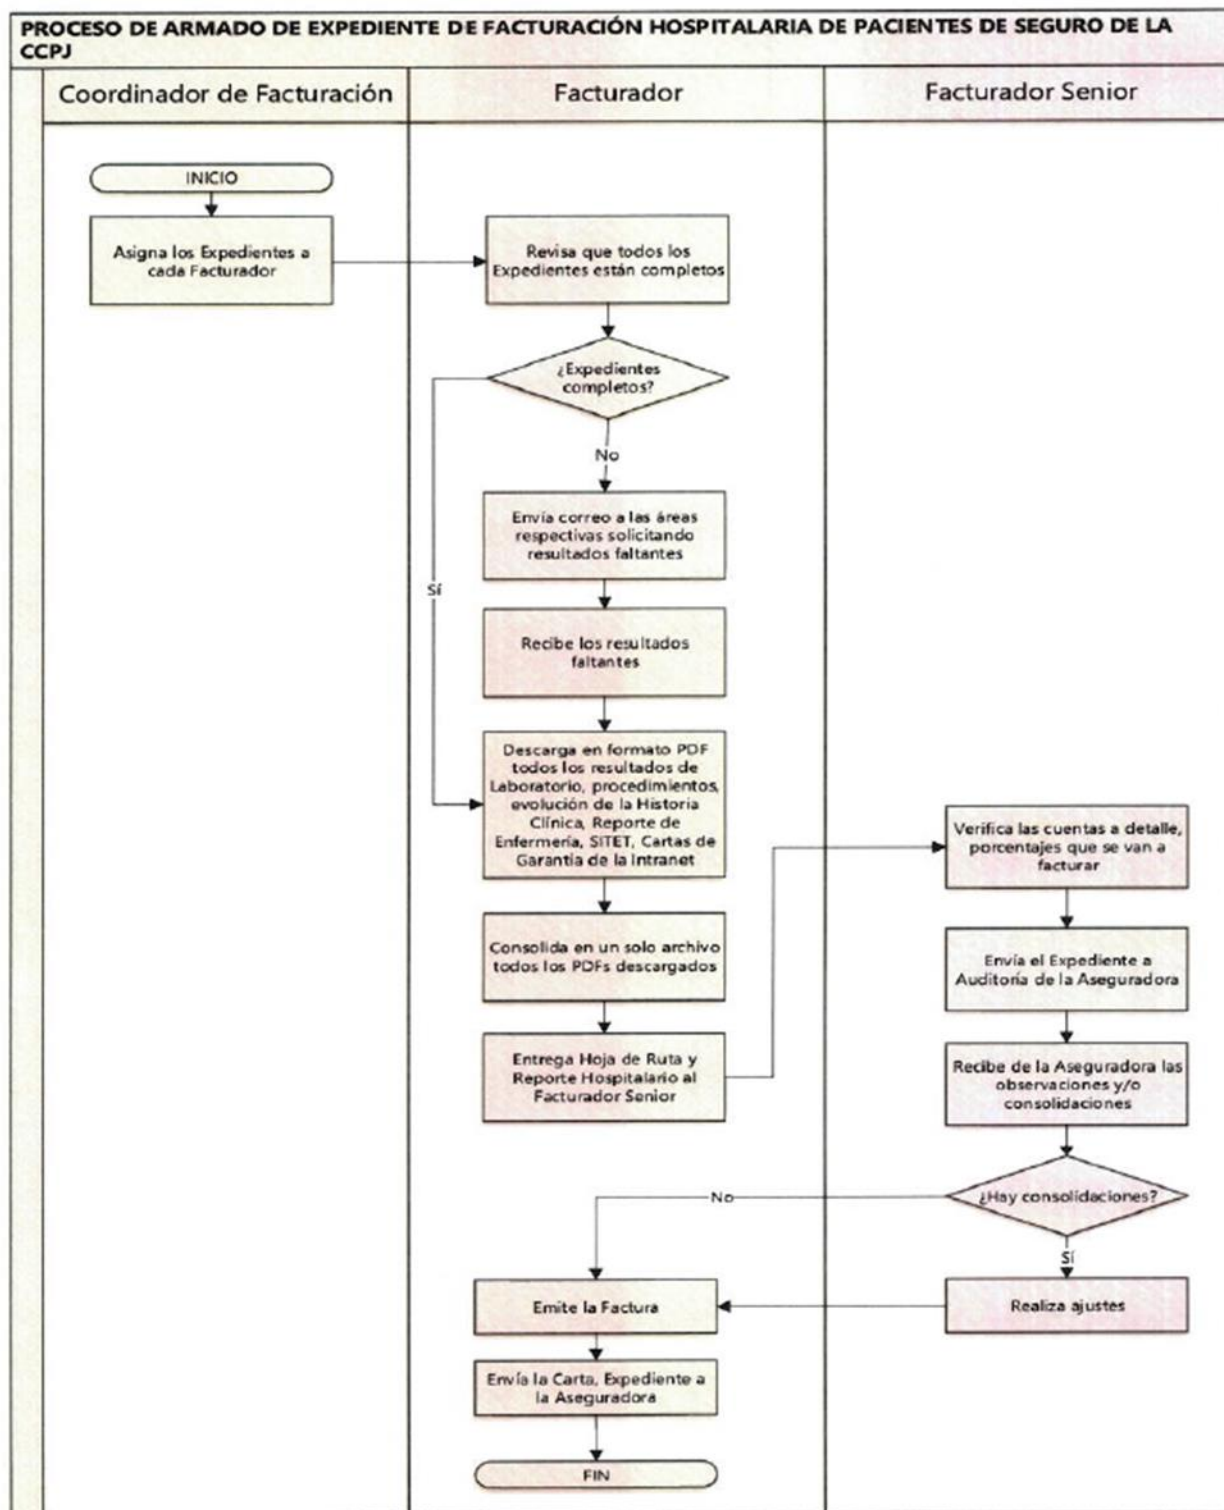 PROCESO DE ARMADO DE EXPEDIENTE DE FACTURACIÓN HOSPITALARIA DE PACIENTES DE SEGURO DE LA
CCPJ
Coordinador de Facturación
Facturador
Facturador Senior
INICIO
Asigna los Expedientes a
cada Facturador
Revisa que todos los
Expedientes están completos
¿Expedientes
completos?
No
Sí
Envía correo a las áreas
respectivas solicitando
resultados faltantes
Recibe los resultados
faltantes
Descarga en formato PDF
todos los resultados de
Laboratorio, procedimientos,
evolución de la Historia
Clínica, Reporte de
Enfermería, SITET, Cartas de
Garantía de la Intranet
Consolida en un solo archivo
todos los PDFs descargados
Entrega Hoja de Ruta y
Reporte Hospitalario al
Facturador Senior
Verifica las cuentas a detalle,
porcentajes que se van a
facturar
Envía el Expediente a
Auditoría de la Aseguradora
Recibe de la Aseguradora las
observaciones y/o
consolidaciones
¿Hay consolidaciones?
No
Sí
Realiza ajustes
Emite la Factura
Envía la Carta, Expediente a
la Aseguradora
FIN